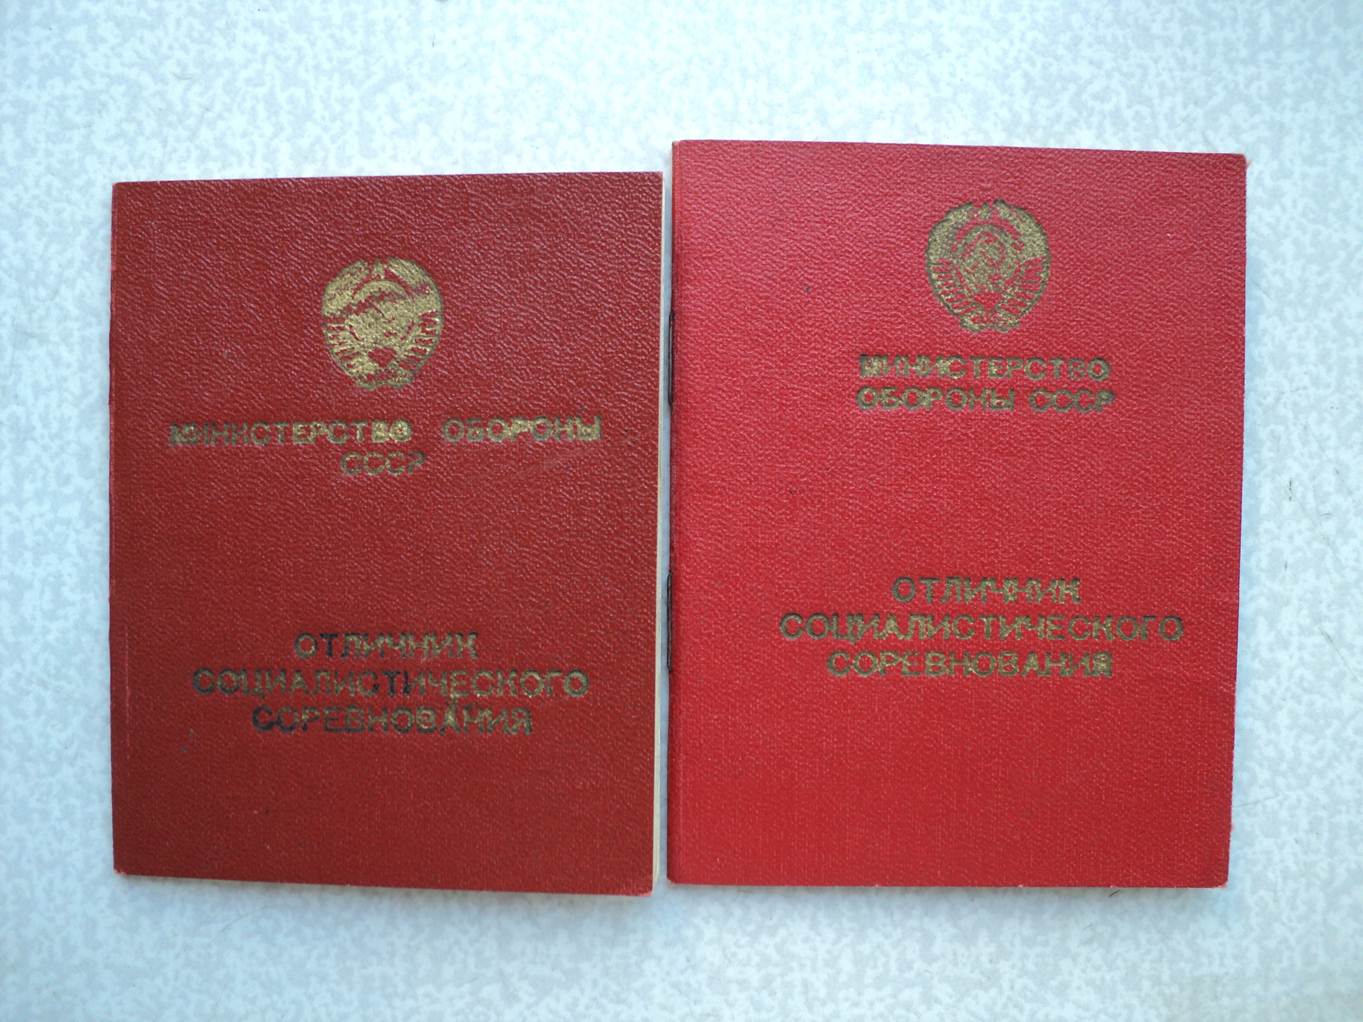 МИНИСТЕРСТВО ОБОРОНЫ
СССР
ОТЛИЧНИК
СОЦИАЛИСТИЧЕСКОГО
СОРЕВНОВАНИЯ
МИНИСТЕРСТВО
ОБОРОНЫ СССР
ОТЛИЧНИК
СОЦИАЛИСТИЧЕСКОГО
СОРЕВНОВАНИЯ